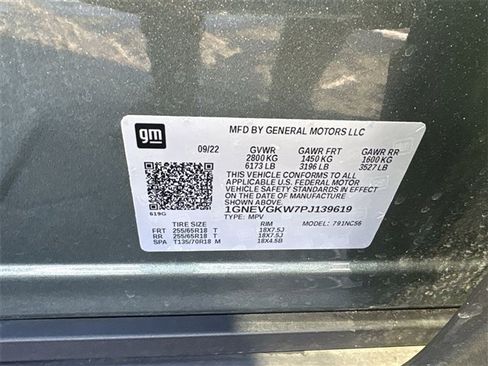 gm
MFD BY GENERAL MOTORS LLC
09/22 GVWR GAWR FRT GAWR RR
2800 KG 1450 KG 1600 KG
6173 LB 3196 LB 3527 LB
THIS VEHICLE CONFORMS TO ALL
APPLICABLE U.S. FEDERAL MOTOR
VEHICLE SAFETY STANDARDS IN EFFECT
ON THE DATE OF MANUFACTURE SHOWN ABOVE.
1GNEVGKW7PJ139619
619G
TYPE: MPV MODEL: 791NC56
TIRE SIZE RIM
FRT 255/65R18 T 18X7.5J
RR 255/65R18 T 18X7.5J
SPA T135/70R18 M 18X4.5B